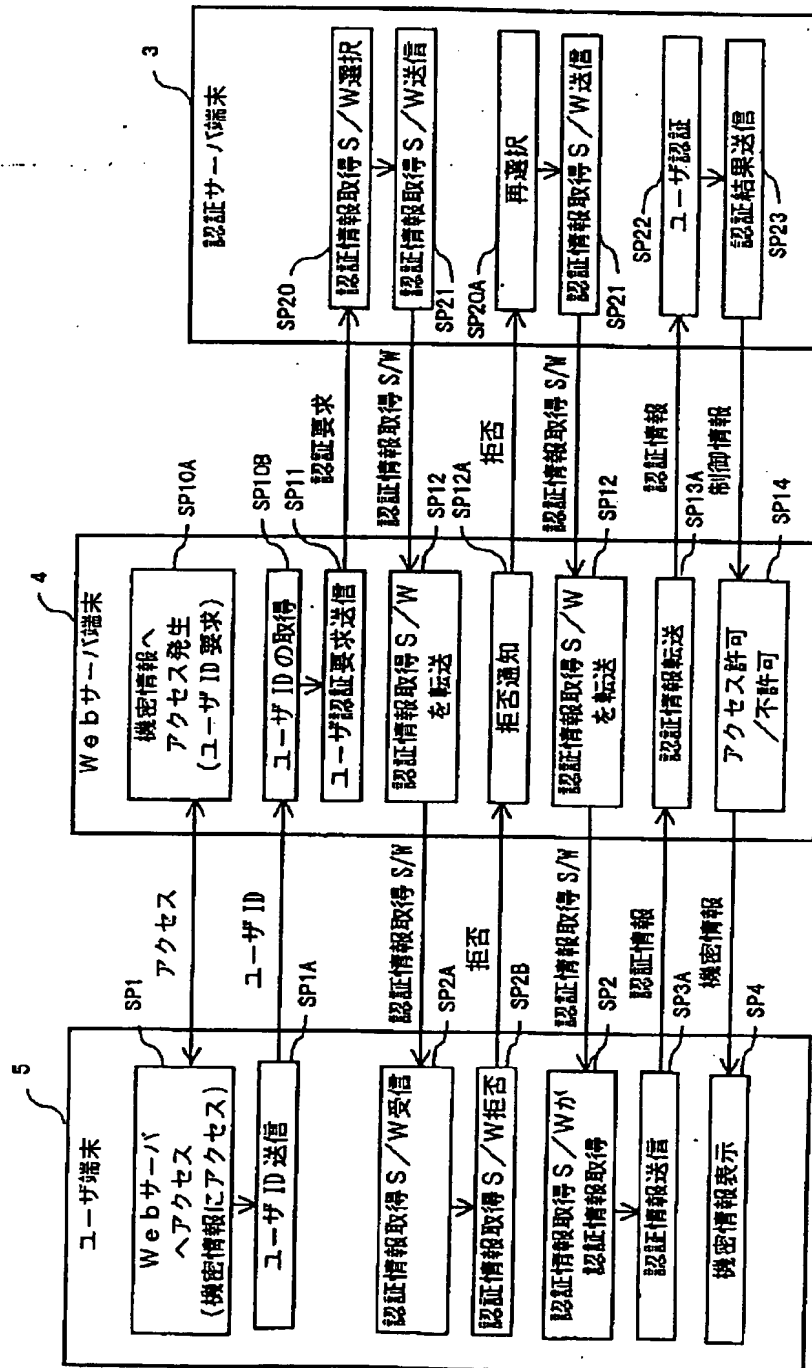 5
ユーザ端末
Webサーバ
へアクセス
(機密情報にアクセス)
SP1
ユーザID送信
SP1A
認証情報取得S/W受信
SP2A
認証情報取得S/W拒否
SP2B
認証情報取得S/Wが
認証情報取得
SP2
認証情報送信
SP3A
機密情報表示
SP4
アクセス
ユーザID
認証情報取得S/W
拒否
認証情報取得S/W
認証情報
機密情報
4
Webサーバ端末
機密情報へ
アクセス発生
(ユーザID要求)
SP10A
ユーザIDの取得
SP10B
ユーザ認証要求送信
SP11
認証情報取得S/W
を転送
SP12
拒否通知
SP12A
認証情報取得S/W
を転送
SP12
認証情報転送
SP13A
アクセス許可
/不許可
SP14
認証要求
認証情報取得S/W
拒否
認証情報取得S/W
認証情報
制御情報
3
認証サーバ端末
SP20
認証情報取得S/W選択
認証情報取得S/W送信
SP21
SP20A
再選択
認証情報取得S/W送信
SP21
SP22
ユーザ認証
認証結果送信
SP23